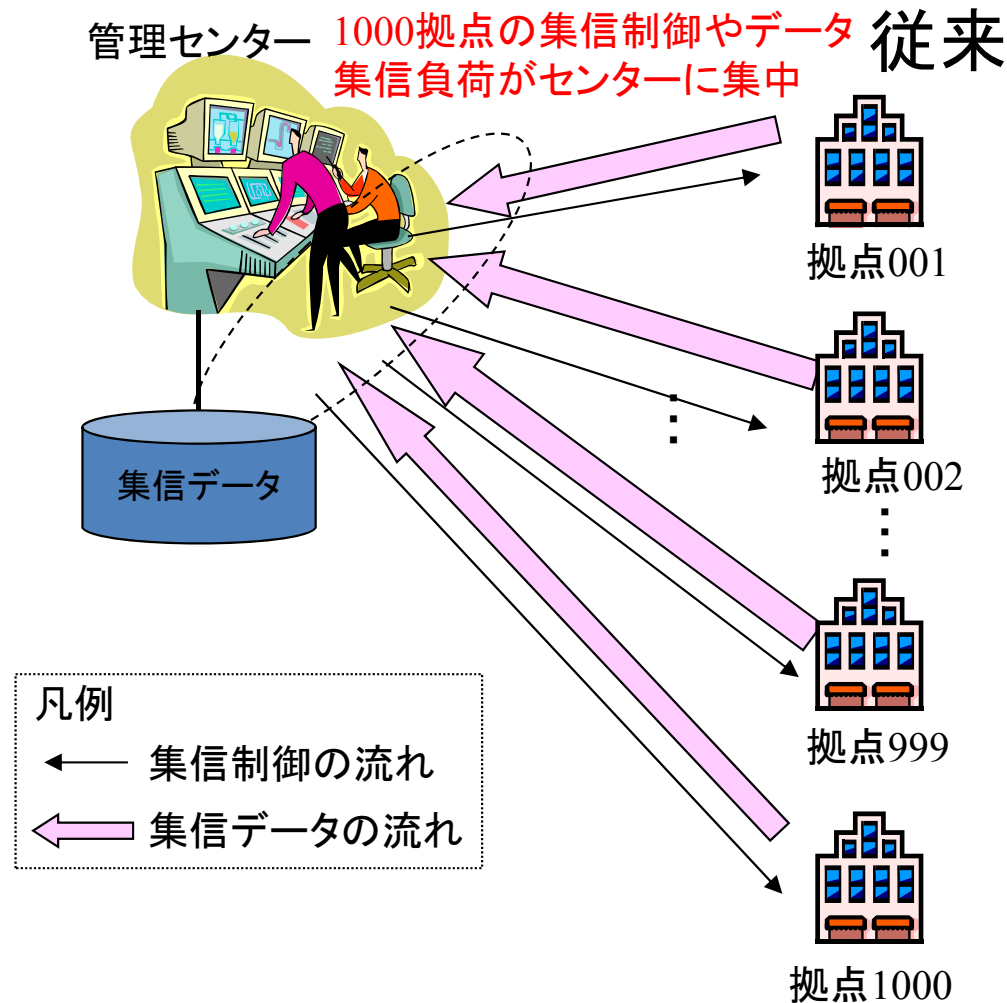 管理センター
1000拠点の集信制御やデータ
集信負荷がセンターに集中
従来
拠点001
拠点002
集信データ
拠点999
拠点1000
凡例
集信制御の流れ
集信データの流れ